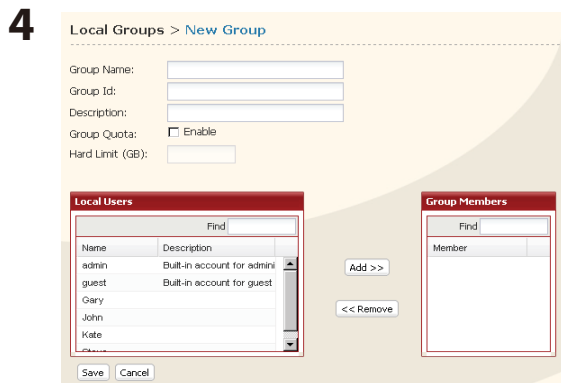 4
Local Groups > New Group
Group Name:
Group Id:
Description:
Group Quota: Enable
Hard Limit (GB):
Local Users
Find
Name Description
admin Built-in account for admini
guest Built-in account for guest
Gary
John
Kate
Add >>
<< Remove
Group Members
Find
Member
Save Cancel